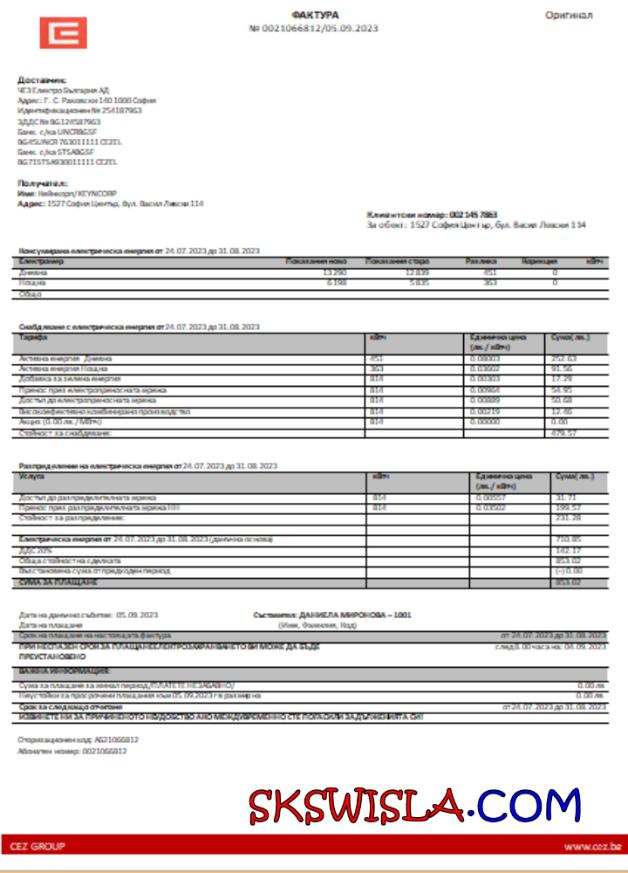 ФАКТУРА
Оригинал
№ 0021066812/05.09.2023
Доставчик:
ЧЕЗ Електро България АД
Адрес: Г. С. Раковски 140 1000 София
Идентификационен № 254187963
ЗДДС № BG124587963
Банк. с/ка UNCRBGSF
BG45UNCR 763011111 CEZEL
Банк. с/ка STSABGSF
BG71STSA930011111 CEZEL
Получател:
Име: Кейнкорп/KEYNCORP
Адрес: 1527 София Център, бул. Васил Левски 114
Клиентски номер: 0021457863
За обект: 1527 София Център, бул. Васил Левски 114
Консумирана електрическа енергия от 24.07.2023 до 31.08.2023
Електромер Показания ново Показания старо Разлика Корекция кВтч
Дневна 13 290 12 839 451 0
Нощна 6 198 5 835 363 0
Общо
Снабдяване с електрическа енергия от 24.07.2023 до 31.08.2023
Тарифа кВтч Единична цена (лв./ кВтч) Сума( лв.)
Активна енергия Дневна 451 0.08003 252.63
Активна енергия Нощна 363 0.03602 91.56
Добавка за зелена енергия 814 0.00303 17.29
Пренос през електропреносната мрежа 814 0.00964 54.95
Достъп до електропреносната мрежа 814 0.00889 50.68
Високоефективно комбинирано производство 814 0.00219 12.46
Акциз (0.00 лв./МВтч) 814 0.00000 0.00
Стойност за снабдяване: 479.57
Разпределение на електрическа енергия от 24.07.2023 до 31.08.2023
Услуга кВтч Единична цена (лв./ кВтч) Сума( лв.)
Достъп до разпределителната мрежа 814 0.00557 31.71
Пренос през разпределителната мрежа НН 814 0.03502 199.57
Стойност за разпределение: 231.28
Електрическа енергия от 24.07.2023 до 31.08.2023 (данъчна основа) 710.85
ДДС 20% 142.17
Обща стойност на сделката 853.02
Възстановена сума от предходен период (-) 0.00
СУМА ЗА ПЛАЩАНЕ 853.02
Дата на данъчно събитие: 05.09.2023 Съставител: ДАНИЕЛА МИРОНОВА – 1001
Дата на плащане (Име, Фамилия, Код)
Срок на плащане на настоящата фактура от 24.07.2023 до 31.08.2023
ПРИ НЕСПАЗЕН СРОК ЗА ПЛАЩАНЕ ЕЛЕНТРОЗАХРАНВАНЕТО ВИ МОЖЕ ДА БЪДЕ след 8.00 часа на: 04.09.2023
ПРЕУСТАНОВЕНО
ВАЖНА ИНФОРМАЦИЯ:
Сума за плащане за минал период/ПЛАТЕТЕ НЕЗАБАВНО/ 0.00 лв
Неустойки за просрочени плащания към 05.09.2023 г в размер на 0.00 лв
Срок за следващо отчитане от 24.07.2023 до 31.08.2023
ИЗВИНЕТЕ НИ ЗА ПРИЧИНЕНОТО НЕУДОБСТВО АКО МЕЖДУВРЕМЕННО СТЕ ПОГАСИЛИ ЗАДЪЛЖЕНИЯТА СИ!
Оторизационен код: АБ21066812
Абонатен номер: 0021066812
SKSWISLA.COM
CEZ GROUP www.cez.bg